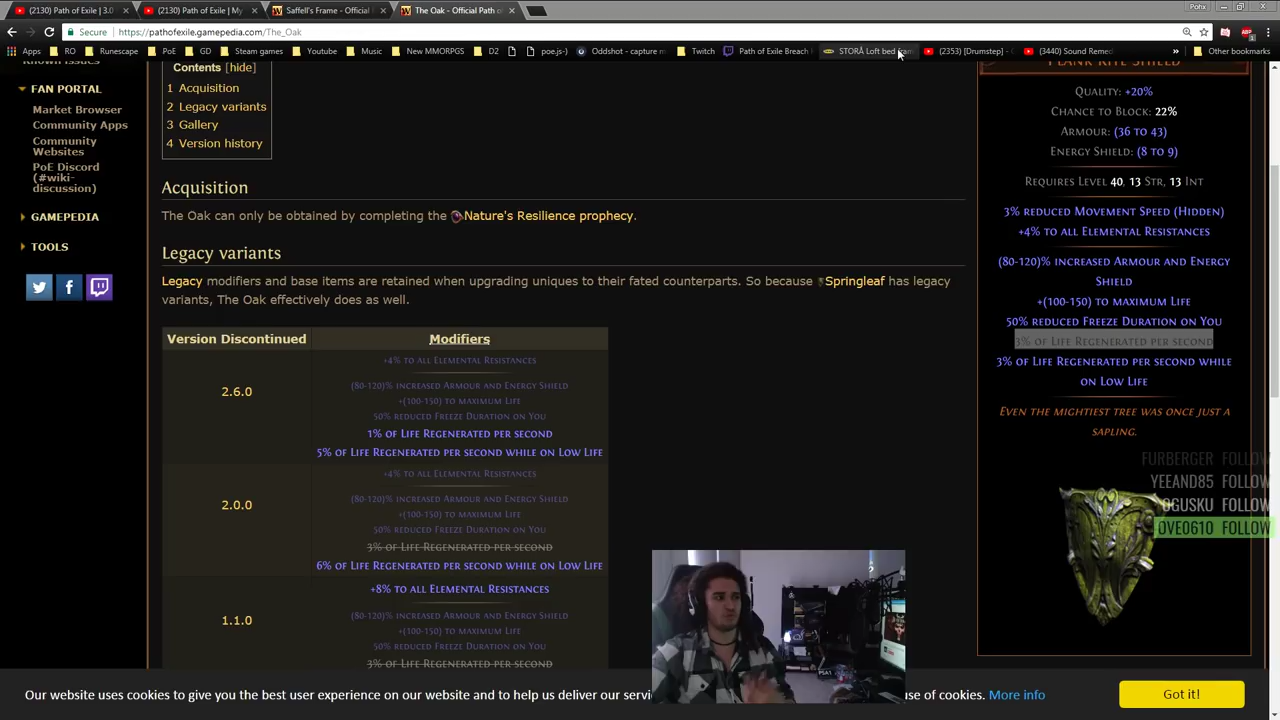 (2130) Path of Exile | 3.0
(2130) Path of Exile | My
Saffell's Frame - Official
The Oak - Official Path o
Pohx
Secure
https://pathofexile.gamepedia.com/The_Oak
Apps
RO
Runescape
PoE
GD
Steam games
Youtube
Music
New MMORPGS
D2
poe.js-)
Oddshot - capture m
Twitch
Path of Exile Breach
STORÅ Loft bed fram
(2353) [Drumstep] -
(3440) Sound Remed
Other bookmarks
Known issues
FAN PORTAL
Market Browser
Community Apps
Community
Websites
PoE Discord
(#wiki-
discussion)
GAMEPEDIA
TOOLS
Contents [hide]
1 Acquisition
2 Legacy variants
3 Gallery
4 Version history
Acquisition
The Oak can only be obtained by completing the Nature's Resilience prophecy.
Legacy variants
Legacy modifiers and base items are retained when upgrading uniques to their fated counterparts. So because Springleaf has legacy
variants, The Oak effectively does as well.
Version Discontinued
Modifiers
2.6.0
+4% to all Elemental Resistances
(80-120)% increased Armour and Energy Shield
+(100-150) to maximum Life
50% reduced Freeze Duration on You
1% of Life Regenerated per second
5% of Life Regenerated per second while on Low Life
2.0.0
+4% to all Elemental Resistances
(80-120)% increased Armour and Energy Shield
+(100-150) to maximum Life
50% reduced Freeze Duration on You
3% of Life Regenerated per second
6% of Life Regenerated per second while on Low Life
1.1.0
+8% to all Elemental Resistances
(80-120)% increased Armour and Energy Shield
+(100-150) to maximum Life
50% reduced Freeze Duration on You
3% of Life Regenerated per second
Plank Kite Shield
Quality: +20%
Chance to Block: 22%
Armour: (36 to 43)
Energy Shield: (8 to 9)
Requires Level 40, 13 Str, 13 Int
3% reduced Movement Speed (Hidden)
+4% to all Elemental Resistances
(80-120)% increased Armour and Energy
Shield
+(100-150) to maximum Life
50% reduced Freeze Duration on You
3% of Life Regenerated per second
3% of Life Regenerated per second while
on Low Life
Even the mightiest tree was once just a
sapling.
FURBERGER FOLLOW
YEEAND85 FOLLOW
OGUSKU FOLLOW
OVE0610 FOLLOW
Our website uses cookies to give you the best user experience on our website and to help us deliver our servi
use of cookies. More info
Got it!